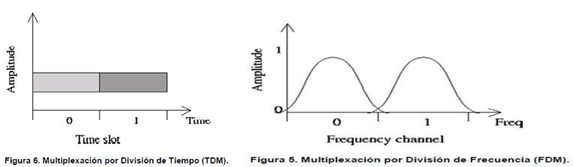 Amplitude
0
1
Time
Time slot
Figura 6. Multiplexación por División de Tiempo (TDM).
Amplitude
1
0
0
1
Freq
Frequency channel
Figura 5. Multiplexación por División de Frecuencia (FDM).